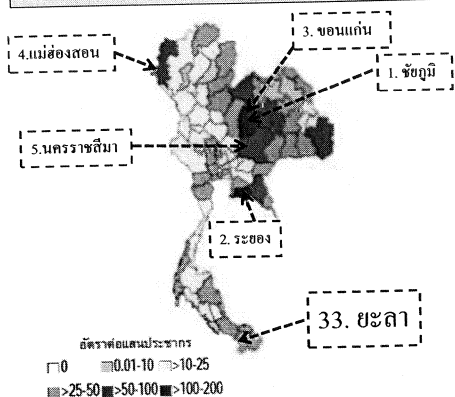 3. ขอนแก่น
4.แม่ฮ่องสอน
1. ชัยภูมิ
5.นครราชสีมา
2. ระยอง
33. ยะลา
อัตราต่อแสนประชากร
0 0.01-10 >10-25
>25-50 >50-100 >100-200